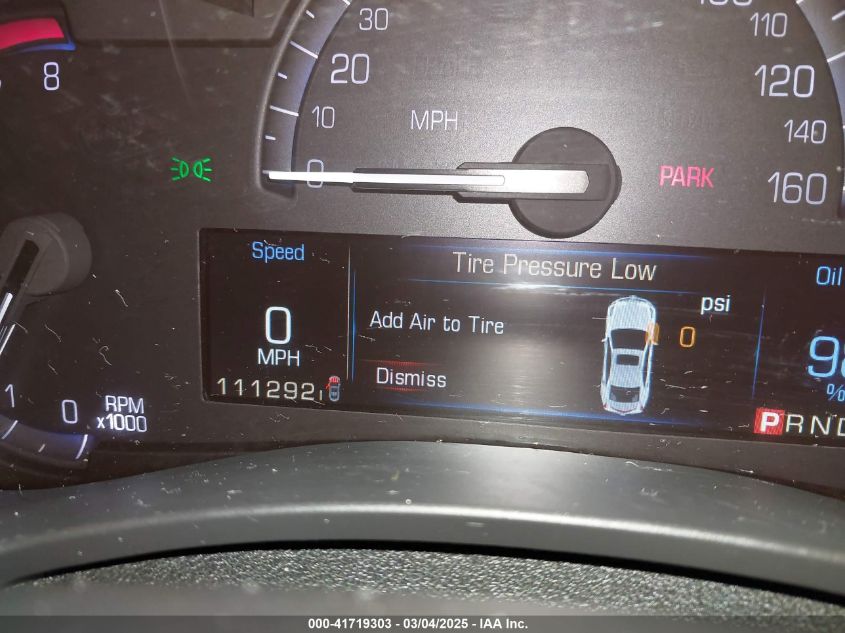 30
20
10
0
MPH
110
120
140
160
PARK
8
Speed
0
MPH
111292
Tire Pressure Low
Add Air to Tire
Dismiss
psi
0
Oil
98
%
PRND
1
0
RPM
x1000
000-41719303 - 03/04/2025 - IAA Inc.